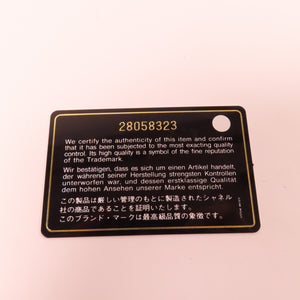 28058323
We certify the authenticity of this item and confirm
that it has been subjected to the most exacting quality
control. Its high quality is a symbol of the fine reputation
of the Trademark.
Wir bestätigen, dass es sich um einen Artikel handelt,
der während seiner Herstellung strengsten Kontrollen
unterworfen war, und dessen erstklassige Qualität
dem hohen Ansehen unserer Marke entspricht.
この製品は厳しい管理のもとに製造されたシャネル
社の商品であることを証明いたします。
このブランド・マークは最高級品質の象徴です。